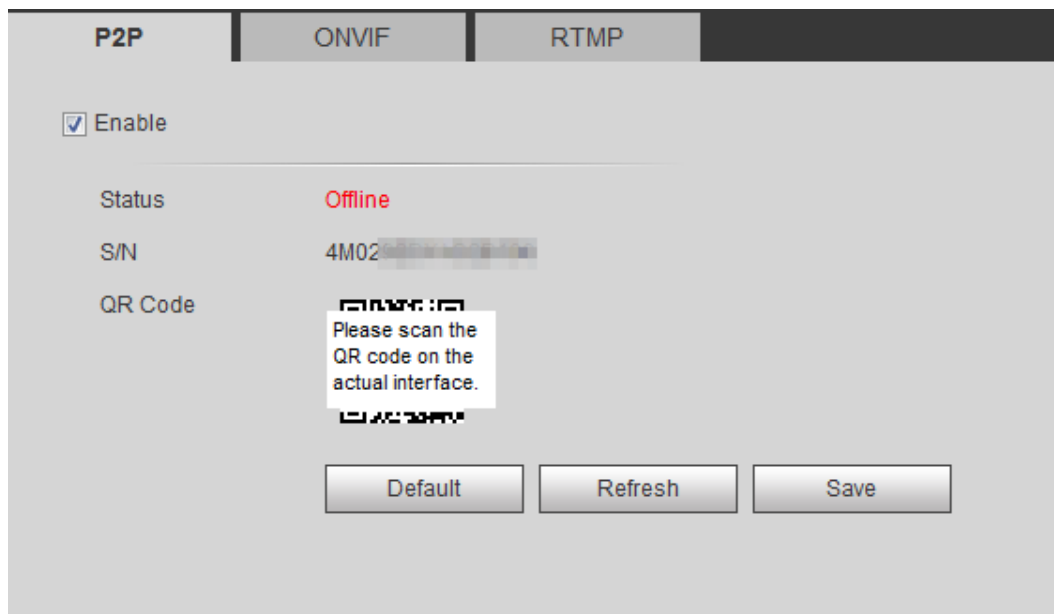 P2P ONVIF RTMP
Enable
Status Offline
S/N 4M02
QR Code
Please scan the
QR code on the
actual interface.
Default Refresh Save